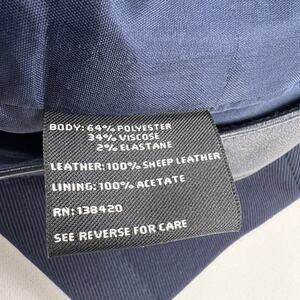 BODY: 64% POLYESTER
34% VISCOSE
2% ELASTANE
LEATHER: 100% SHEEP LEATHER
LINING: 100% ACETATE
RN: 138420
SEE REVERSE FOR CARE